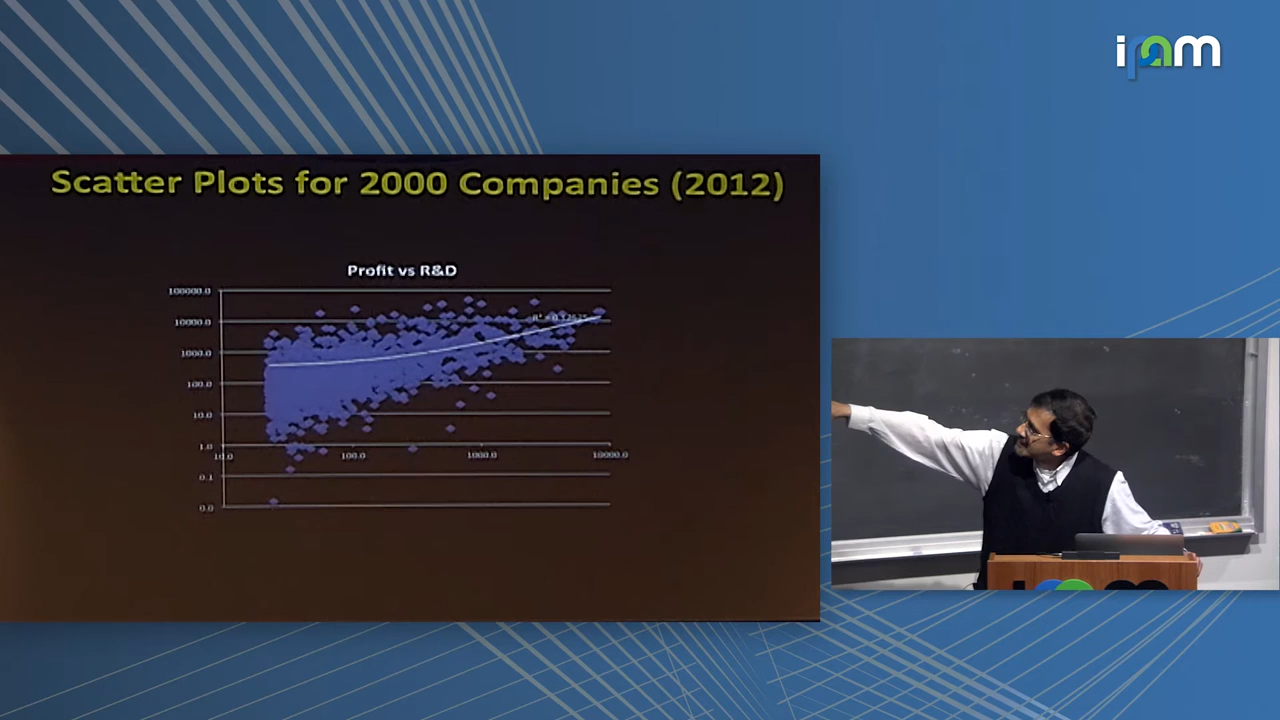 ipam
Scatter Plots for 2000 Companies (2012)
Profit vs R&D
100000.0
10000.0
1000.0
100.0
10.0
1.0
10.0 100.0 1000.0 10000.0
0.1
0.0